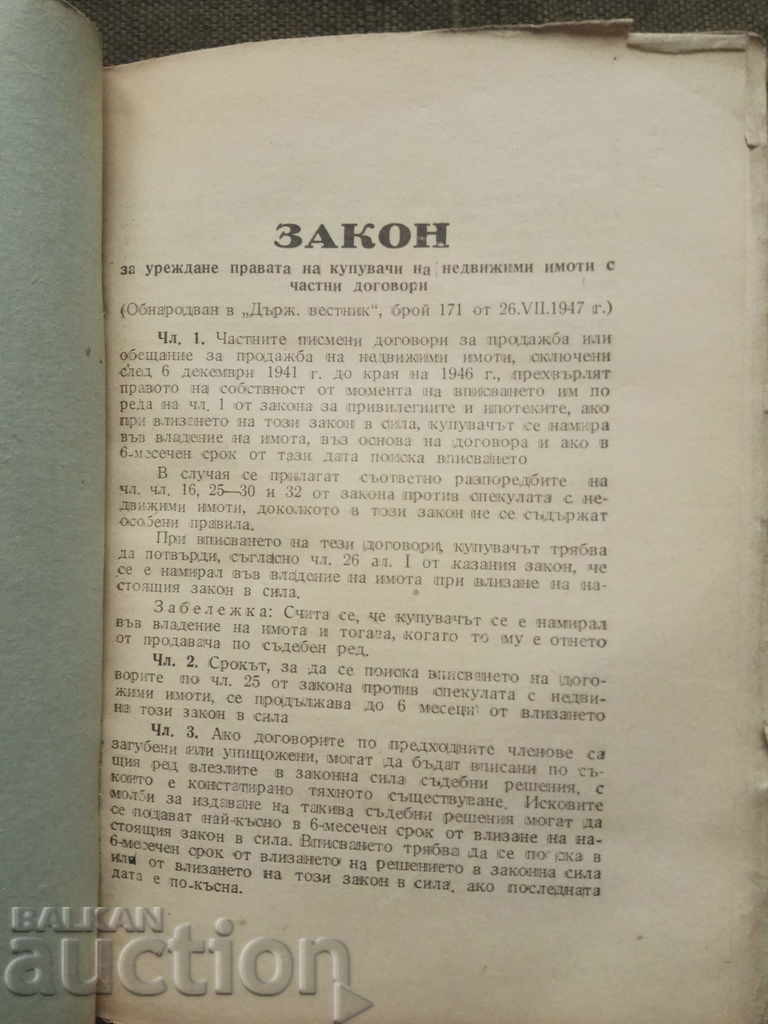 ЗАКОН
за уреждане правата на купувачи на недвижими имоти с
частни договори
(Обнародван в „Държ. вестник“, брой 171 от 26.VII.1947 г.)
Чл. 1. Частните писмени договори за продажба или
обещание за продажба на недвижими имоти, сключени
след 6 декември 1941 г. до края на 1946 г., прехвърлят
правото на собственост от момента на вписването им по
реда на чл. 1 от закона за привилегиите и ипотеките, ако
при влизането на този закон в сила, купувачът се намира
във владение на имота, въз основа на договора и ако в
6-месечен срок от тази дата поиска вписването
В случая се прилагат съответно разпоредбите на
чл. чл. 16, 25—30 и 32 от закона против спекулата с не-
движими имоти, доколкото в този закон не се съдържат
особени правила.
При вписването на тези договори, купувачът трябва
да потвърди, съгласно чл. 26 ал. I от казания закон, че
се е намирал във владение на имота при влизане на на-
стоящия закон в сила.
Забележка: Счита се, че купувачът се е намирал
във владение на имота и тогава, когато то му е отнето
от продавача по съдебен ред.
Чл. 2. Срокът, за да се поиска вписването на дого-
ворите по чл. 25 от закона против спекулата с недви-
жими имоти, се продължава до 6 месеци от влизането
на този закон в сила
Чл. 3. Ако договорите по предходните членове са
загубени или унищожени, могат да бъдат вписани по съ-
щия ред влезлите в законна сила съдебни решения, с
които е констатирано тяхното съществуване. Исковите
молби за издаване на такива съдебни решения могат да
се подават най-късно в 6-месечен срок от влизане на на-
стоящия закон в сила. Вписването трябва да се поиска в
6-месечен срок от влизането на решението в законна сила
или от влизането на този закон в сила, ако последната
дата е по-късна.
BALKAN
auction